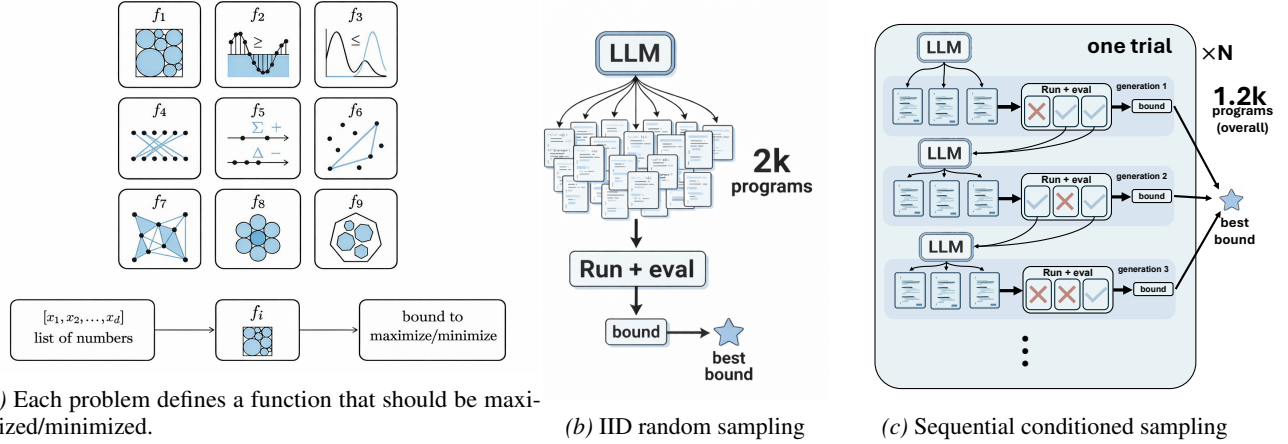 f₁
f₂
f₃
≥
≤
f₄
f₅
f₆
Σ +
Δ −
f₇
f₈
f₉
[x₁, x₂, ..., x_d]
list of numbers
f_i
bound to
maximize/minimize
) Each problem defines a function that should be maxi-
ized/minimized.
LLM
2k
programs
Run + eval
bound
best
bound
(b) IID random sampling
one trial
×N
LLM
Run + eval
generation 1
bound
1.2k
programs
(overall)
LLM
Run + eval
generation 2
bound
best
bound
LLM
Run + eval
generation 3
bound
(c) Sequential conditioned sampling